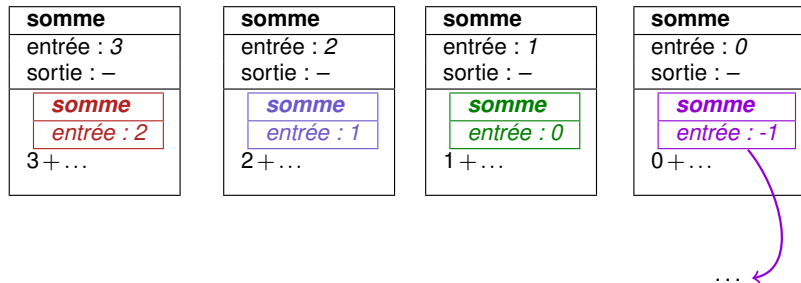 somme
entrée : 3
sortie : –
somme
entrée : 2
3 + ...
somme
entrée : 2
sortie : –
somme
entrée : 1
2 + ...
somme
entrée : 1
sortie : –
somme
entrée : 0
1 + ...
somme
entrée : 0
sortie : –
somme
entrée : -1
0 + ...
...